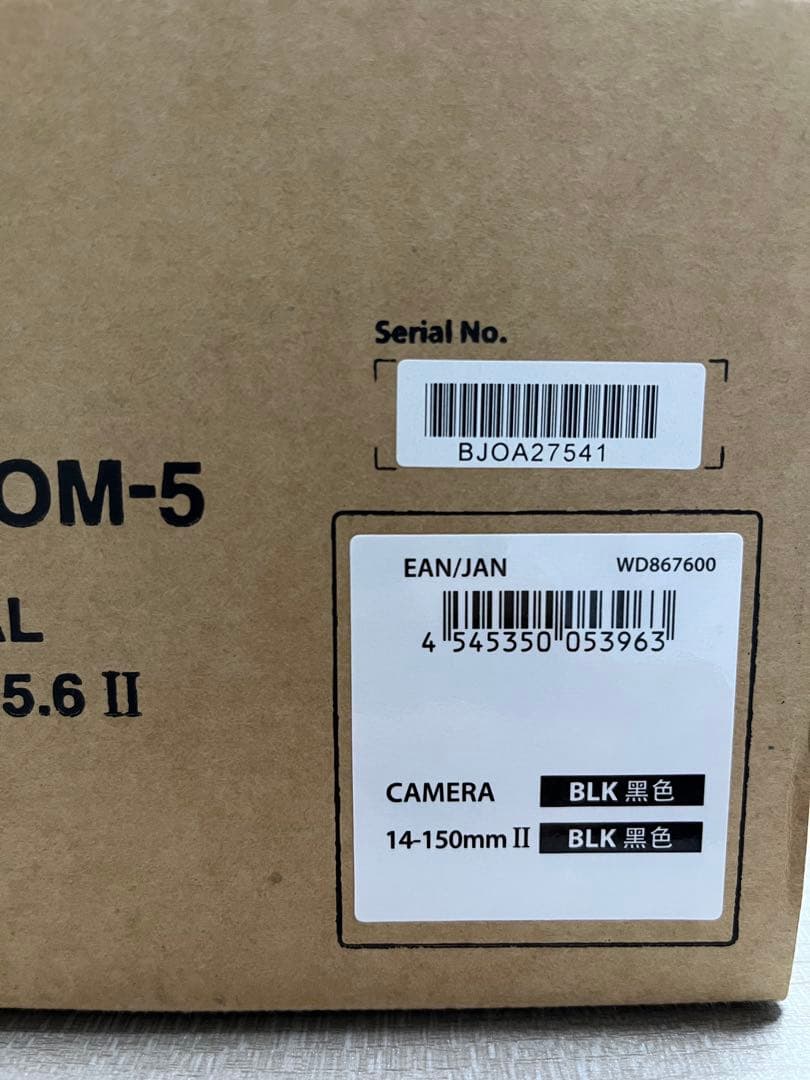 Serial No.
BJOA27541
OM-5
AL
5.6 II
EAN/JAN WD867600
4 545350 053963
CAMERA BLK 黑色
14-150mm II BLK 黑色